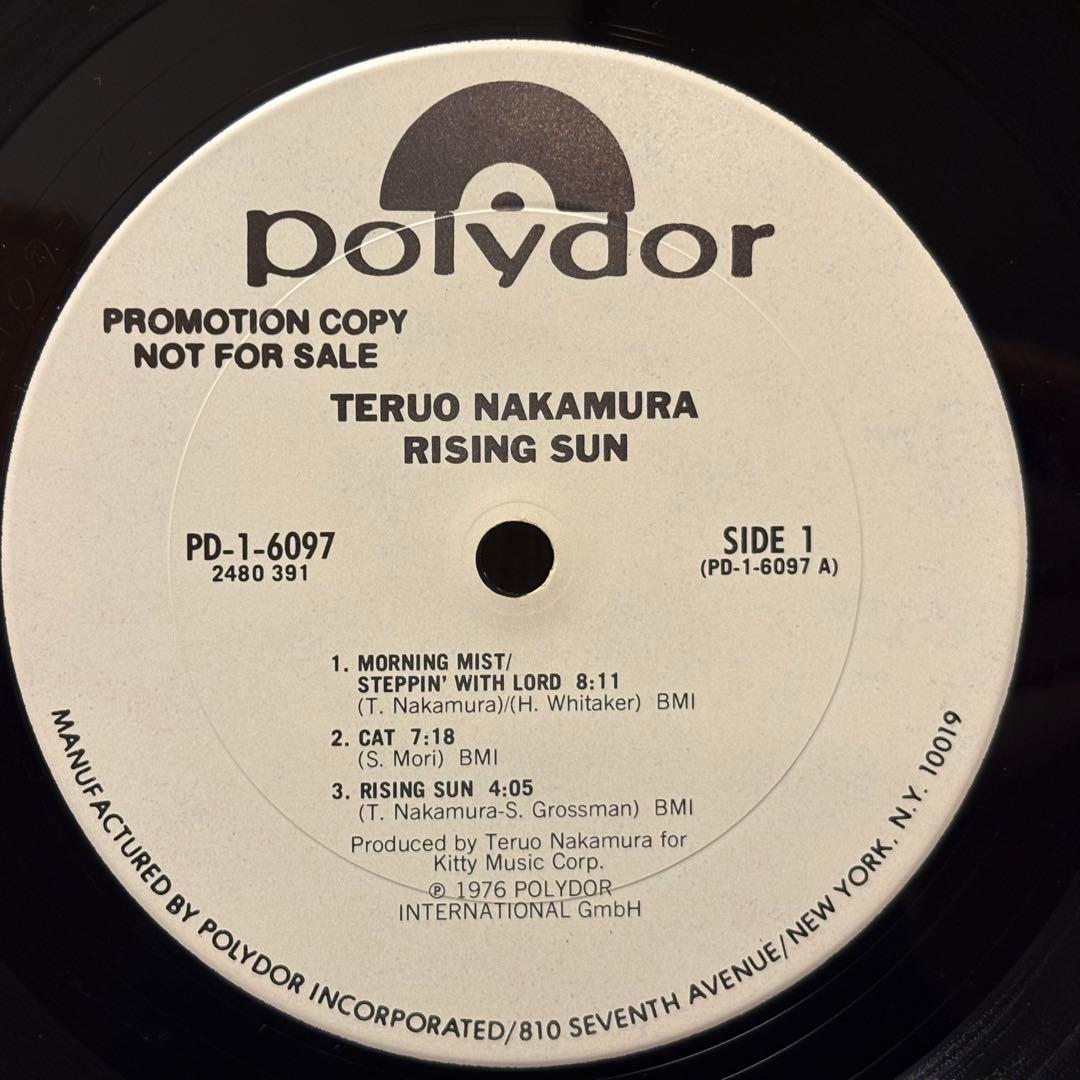 polydor
PROMOTION COPY
NOT FOR SALE
TERUO NAKAMURA
RISING SUN
PD-1-6097
2480 391
SIDE 1
(PD-1-6097 A)
1. MORNING MIST/
STEPPIN' WITH LORD 8:11
(T. Nakamura)/(H. Whitaker) BMI
2. CAT 7:18
(S. Mori) BMI
3. RISING SUN 4:05
(T. Nakamura-S. Grossman) BMI
Produced by Teruo Nakamura for
Kitty Music Corp.
℗ 1976 POLYDOR
INTERNATIONAL GmbH
MANUFACTURED BY POLYDOR INCORPORATED/810 SEVENTH AVENUE/NEW YORK, N.Y. 10019